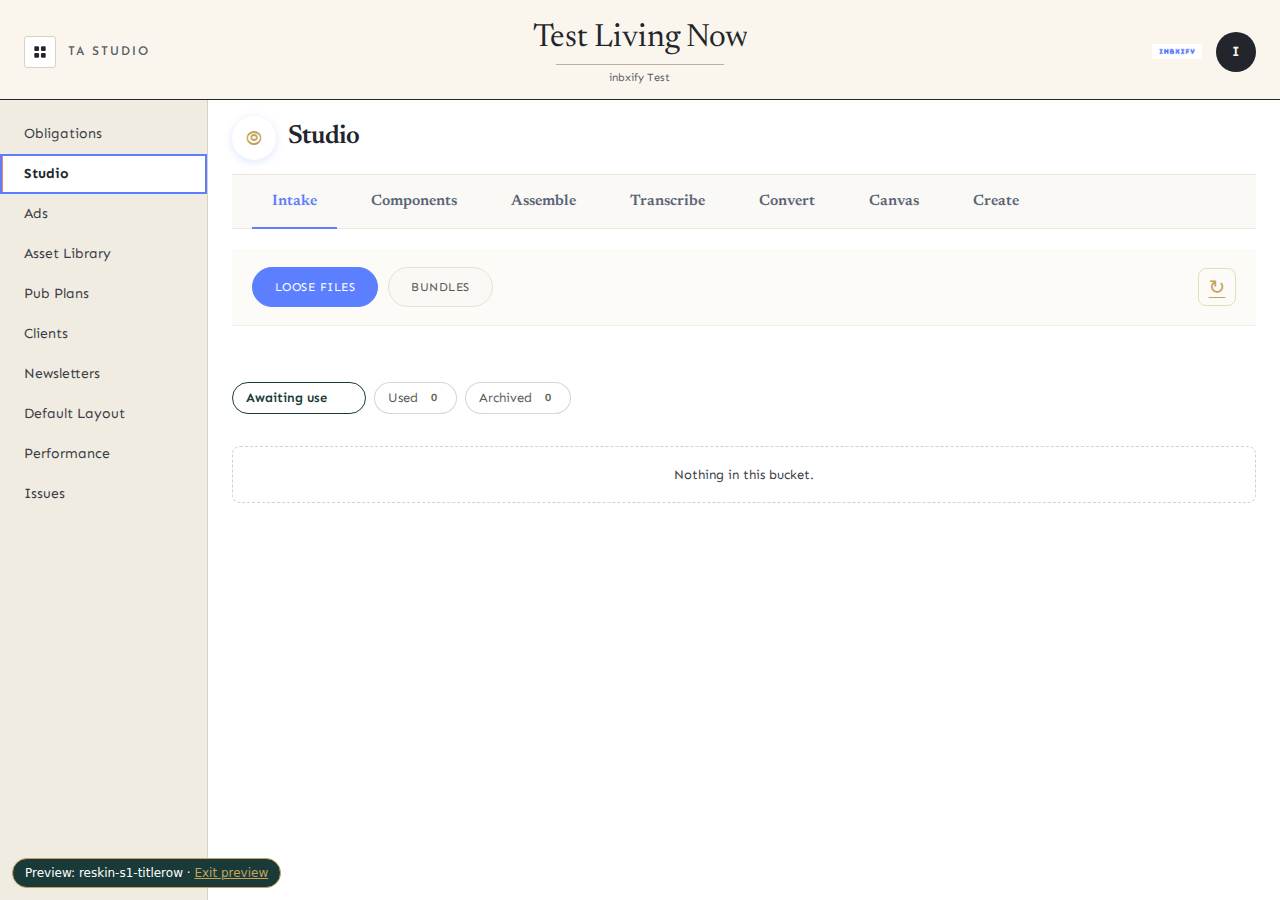 TA STUDIO
Test Living Now
inbxify Test
INBXIFY
I
Obligations
Studio
Ads
Asset Library
Pub Plans
Clients
Newsletters
Default Layout
Performance
Issues
Studio
Intake Components Assemble Transcribe Convert Canvas Create
LOOSE FILES BUNDLES
Awaiting use Used 0 Archived 0
Nothing in this bucket.
Preview: reskin-s1-titlerow · Exit preview